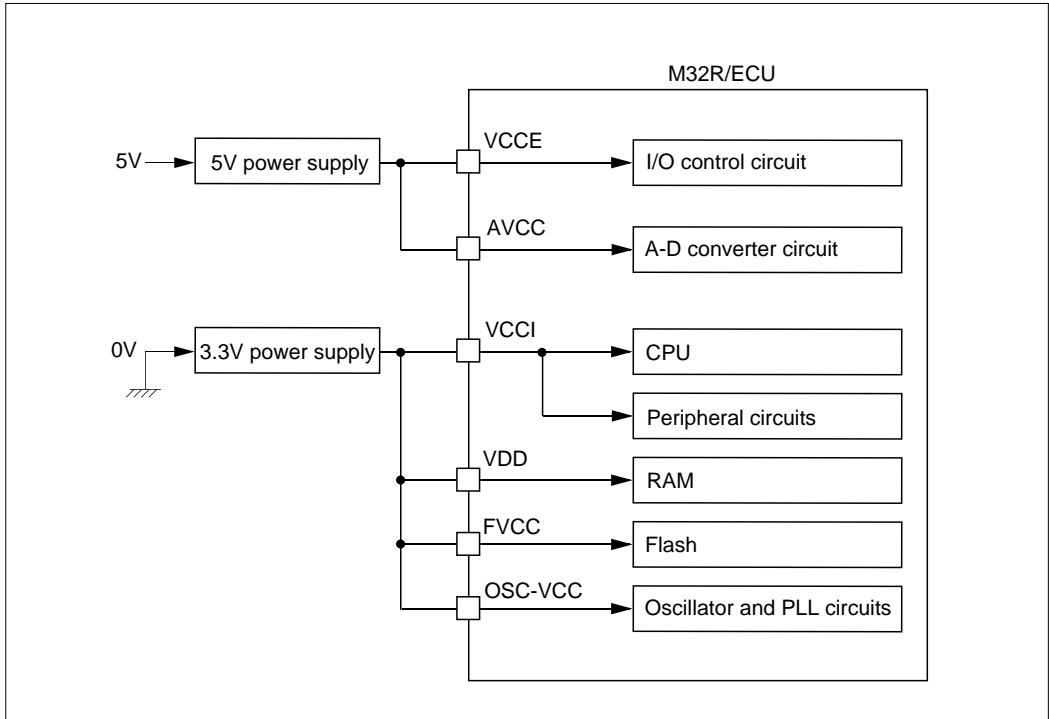 M32R/ECU
5V
5V power supply
VCCE
I/O control circuit
AVCC
A-D converter circuit
0V
3.3V power supply
VCCI
CPU
Peripheral circuits
VDD
RAM
FVCC
Flash
OSC-VCC
Oscillator and PLL circuits